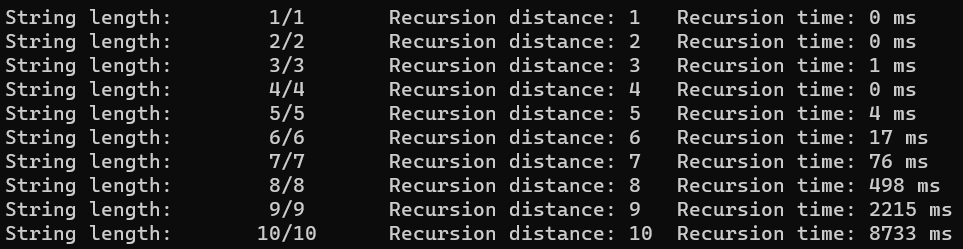 String length: 1/1 Recursion distance: 1 Recursion time: 0 ms
String length: 2/2 Recursion distance: 2 Recursion time: 0 ms
String length: 3/3 Recursion distance: 3 Recursion time: 1 ms
String length: 4/4 Recursion distance: 4 Recursion time: 0 ms
String length: 5/5 Recursion distance: 5 Recursion time: 4 ms
String length: 6/6 Recursion distance: 6 Recursion time: 17 ms
String length: 7/7 Recursion distance: 7 Recursion time: 76 ms
String length: 8/8 Recursion distance: 8 Recursion time: 498 ms
String length: 9/9 Recursion distance: 9 Recursion time: 2215 ms
String length: 10/10 Recursion distance: 10 Recursion time: 8733 ms